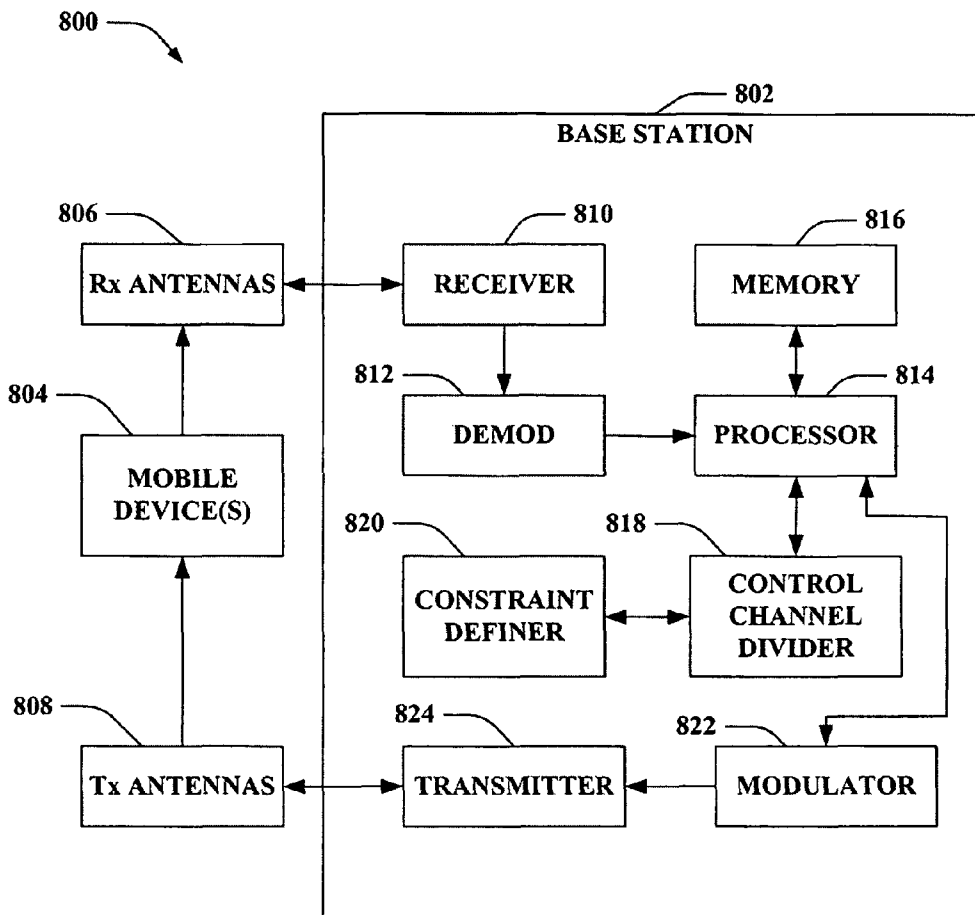 800
802
BASE STATION
806
810
816
Rx ANTENNAS
RECEIVER
MEMORY
804
812
814
DEMOD
PROCESSOR
MOBILE
DEVICE(S)
820
818
CONSTRAINT
DEFINER
CONTROL
CHANNEL
DIVIDER
808
824
822
Tx ANTENNAS
TRANSMITTER
MODULATOR